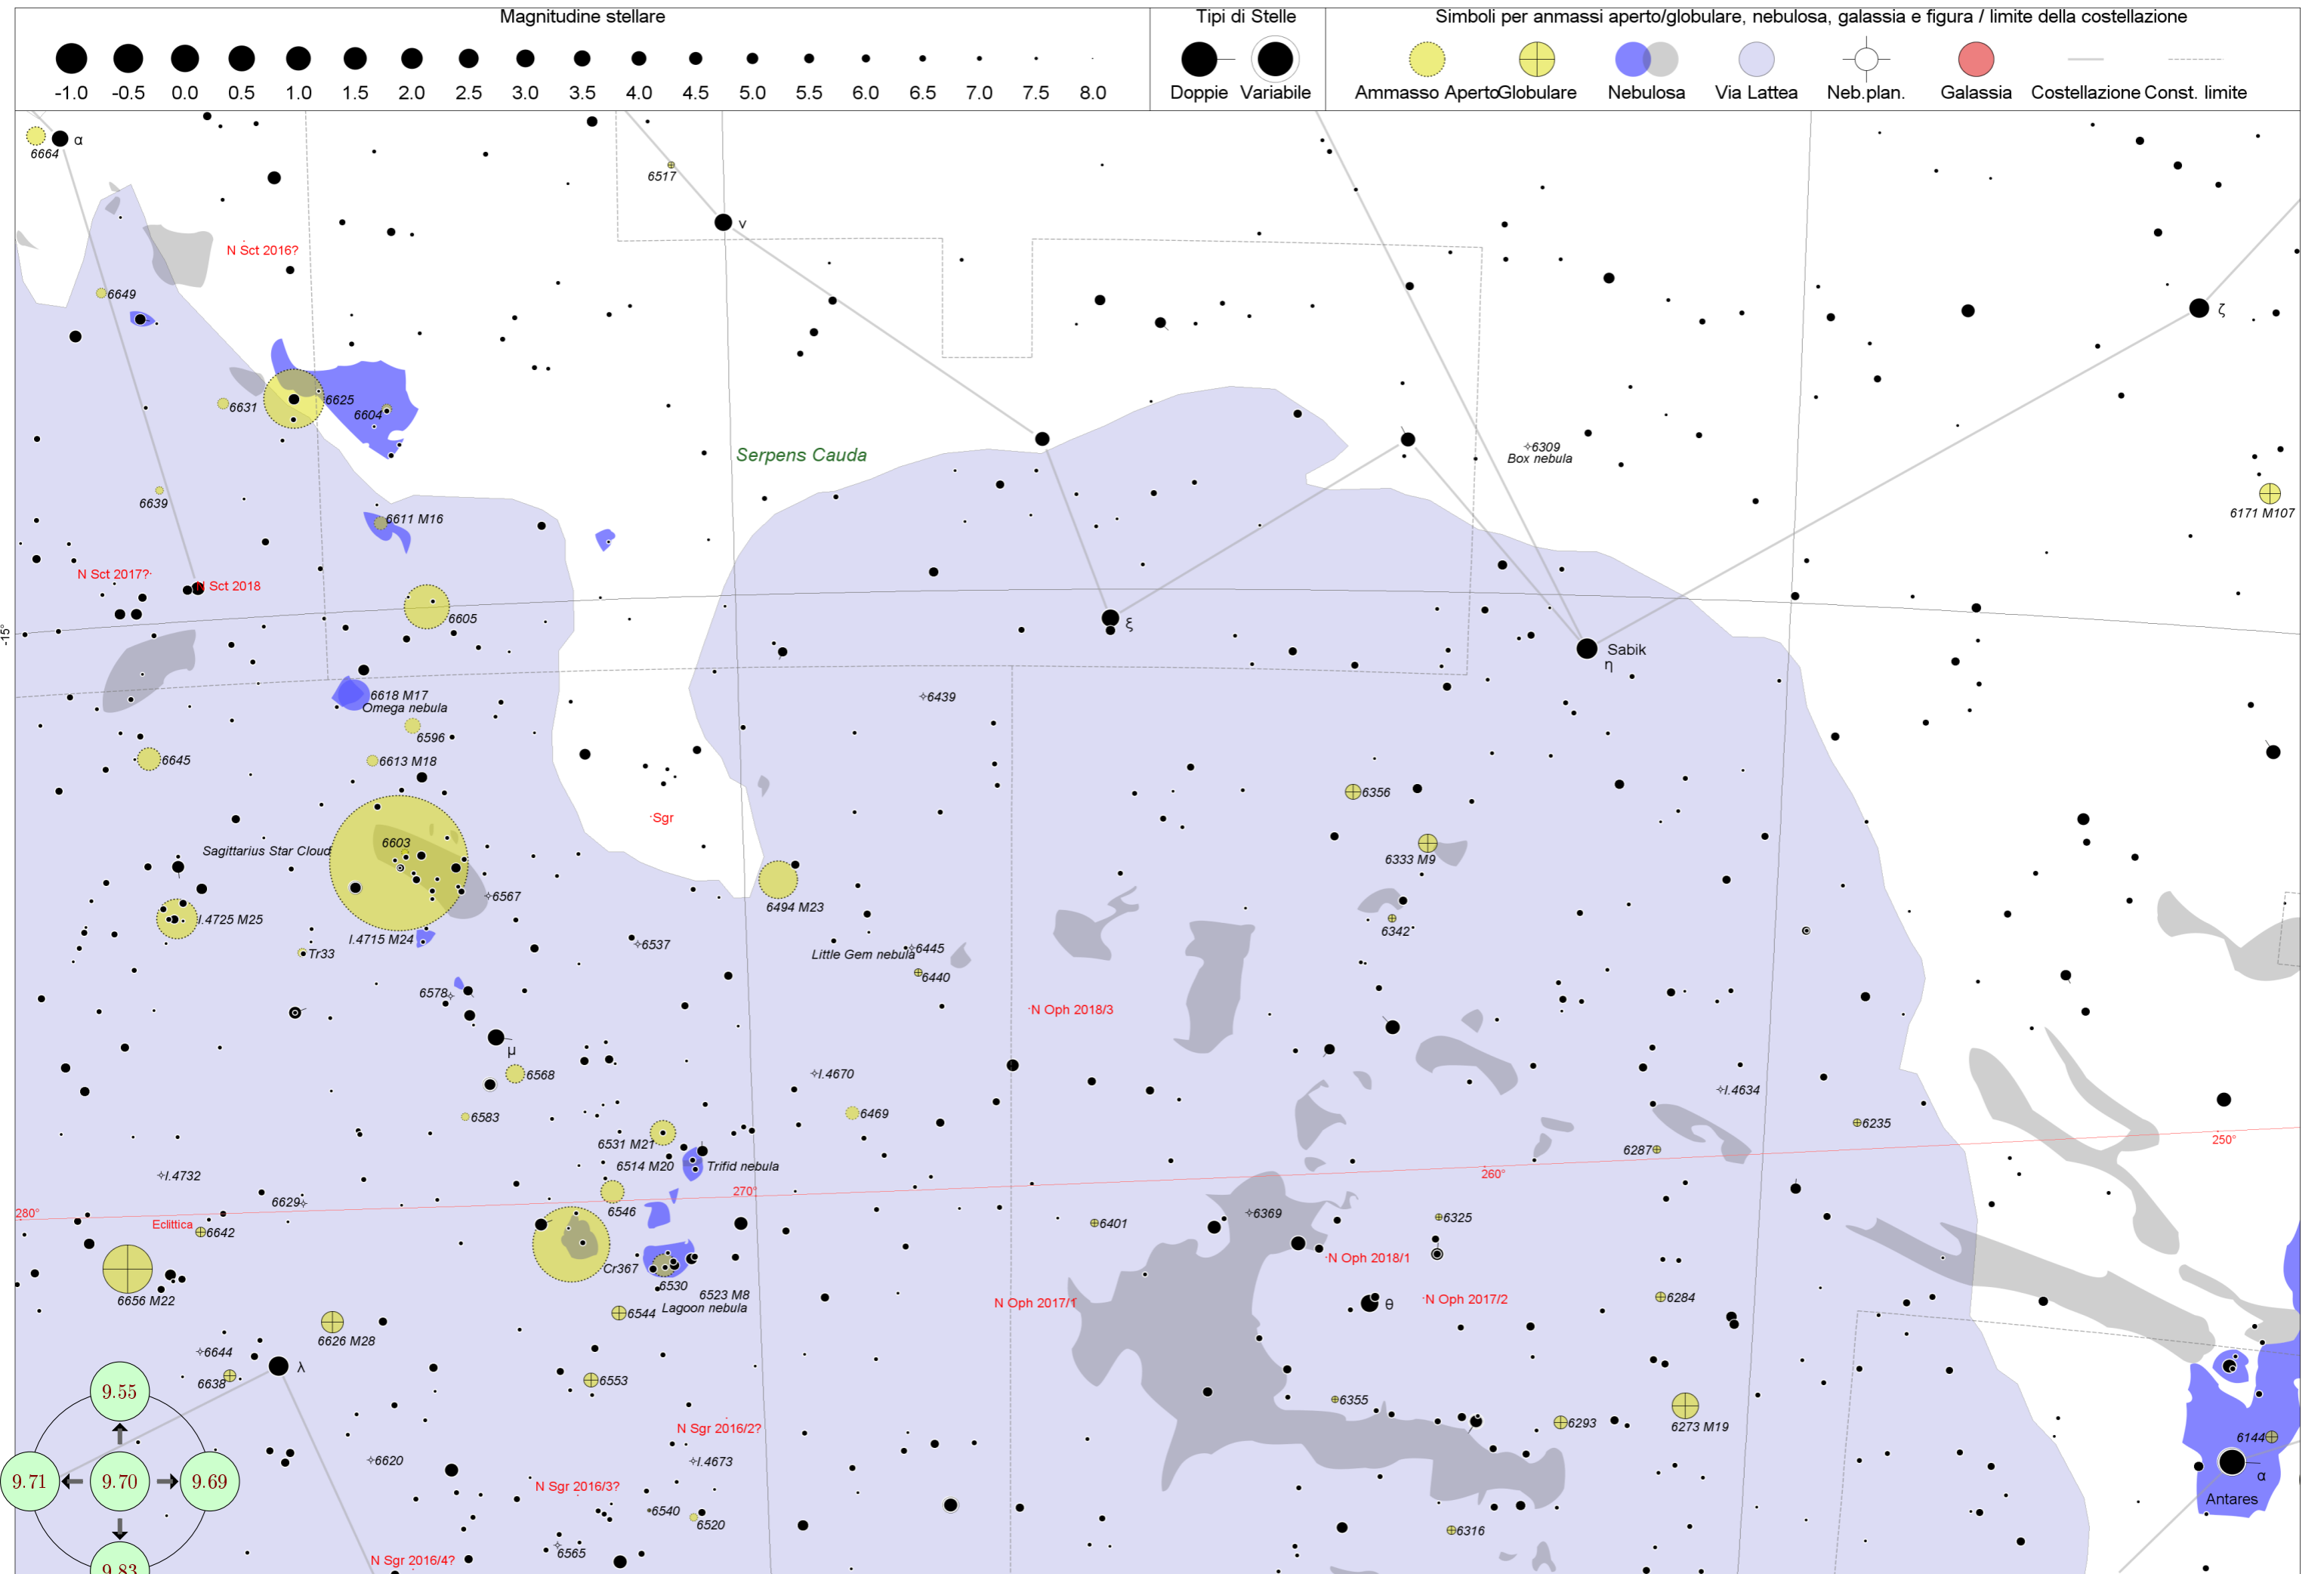 Magnitudine stellare
Tipi di Stelle
Simboli per anmassi aperto/globulare, nebulosa, galassia e figura / limite della costellazione
-1.0 -0.5 0.0 0.5 1.0 1.5 2.0 2.5 3.0 3.5 4.0 4.5 5.0 5.5 6.0 6.5 7.0 7.5 8.0
Doppie Variabile
Ammasso Aperto Globulare Nebulosa Via Lattea Neb.plan. Galassia Costellazione Const. limite
α
6664
6517
ν
N Sct 2016?
6649
ζ
6631
6625
6604
Serpens Cauda
6309
Box nebula
6639
6611 M16
6171 M107
N Sct 2017?
N Sct 2018
6605
ξ
-15°
Sabik
η
6618 M17
Omega nebula
6439
6596
6645
6613 M18
6356
Sgr
6603
Sagittarius Star Cloud
6333 M9
6567
6494 M23
I.4725 M25
6342
I.4715 M24
6537
6445
Little Gem nebula
Tr33
6440
6578
N Oph 2018/3
μ
6568
I.4670
I.4634
6583
6469
6235
6531 M21
250°
6287
6514 M20
Trifid nebula
260°
I.4732
270°
6629
6546
280°
Eclittica
6369
6401
6325
6642
N Oph 2018/1
Cr367
6530
6523 M8
Lagoon nebula
6656 M22
N Oph 2017/1
θ
N Oph 2017/2
6284
6544
6626 M28
6644
λ
6638
6553
9.55
6355
N Sgr 2016/2?
6293
6273 M19
6144
6620
I.4673
α
9.71
9.70
9.69
N Sgr 2016/3?
Antares
6540
6520
6316
6565
N Sgr 2016/4?
9.83